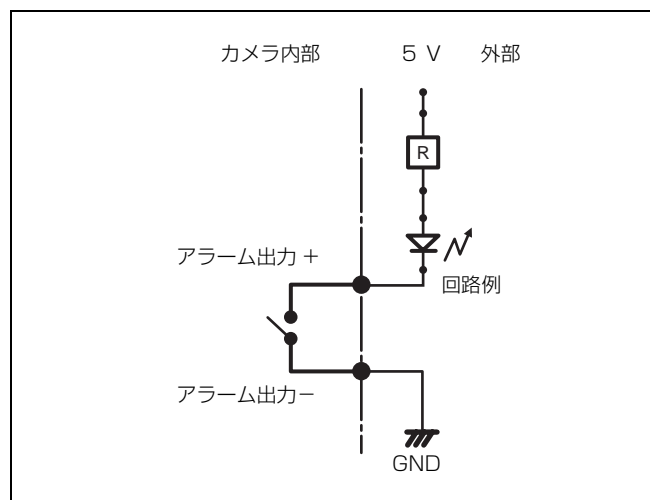 カメラ内部 5 V 外部
R
アラーム出力 +
回路例
アラーム出力-
GND